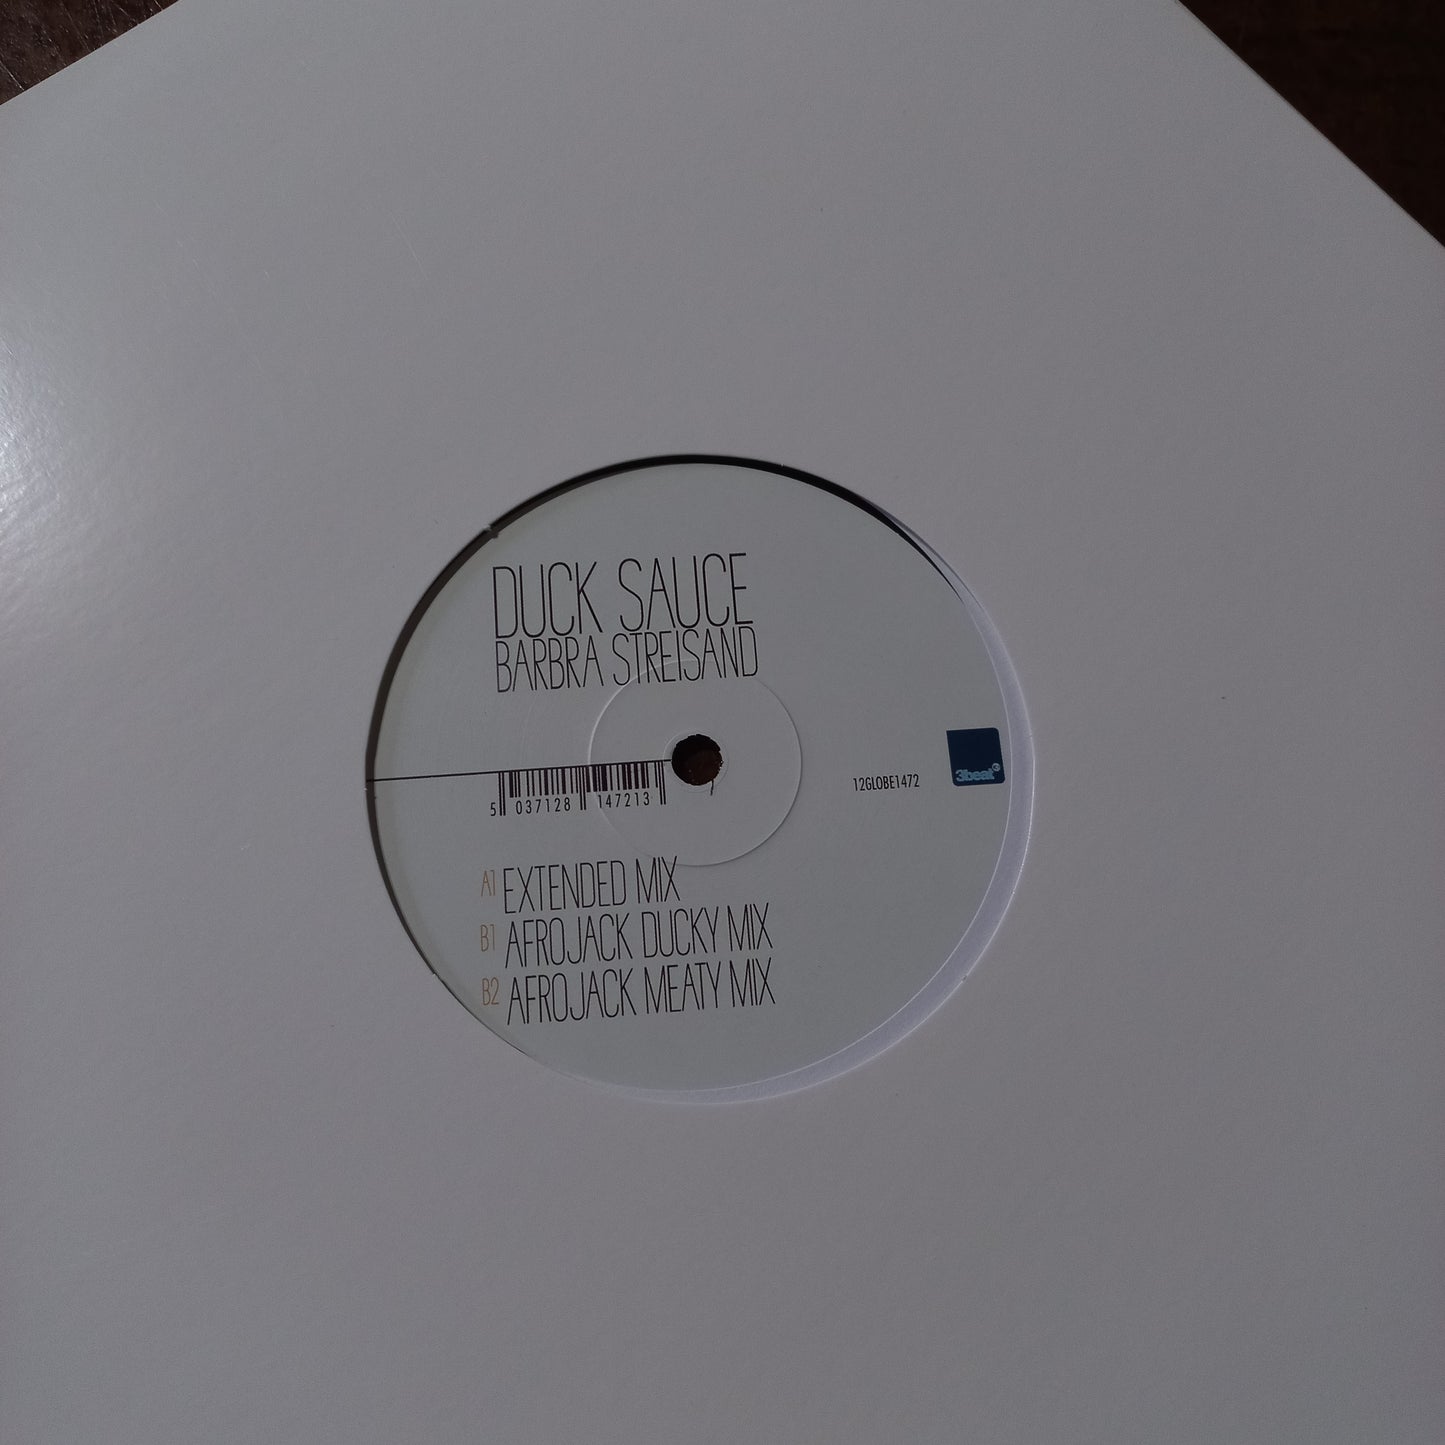 DUCK SAUCE
BARBRA STREISAND
3beat
12GLOBE1472
5 037128 147213
A1 EXTENDED MIX
B1 AFROJACK DUCKY MIX
B2 AFROJACK MEATY MIX